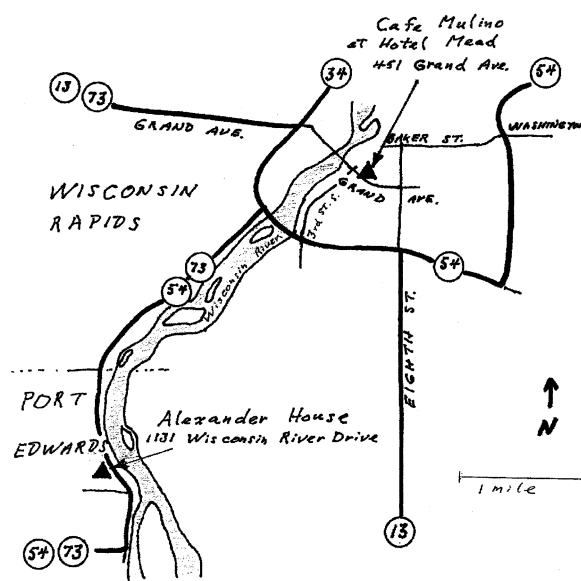 Cafe Mulino
at Hotel Mead
451 Grand Ave.
34
54
13
73
GRAND AVE.
BAKER ST.
WASHINGTON
WISCONSIN
RAPIDS
GRAND AVE.
3rd ST. S.
73
54
Wisconsin River
54
EIGHTH ST.
PORT
EDWARDS
Alexander House
1131 Wisconsin River Drive
N
1 mile
54 73
13